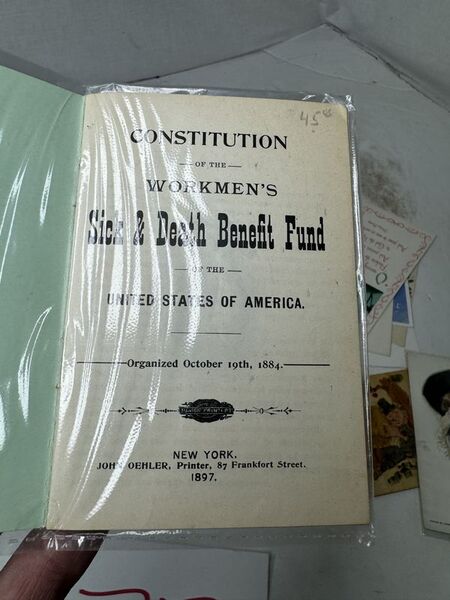 45
CONSTITUTION
— OF THE —
WORKMEN'S
Sick & Death Benefit Fund
— OF THE —
UNITED STATES OF AMERICA.
Organized October 19th, 1884.
NEW YORK.
JOHN OEHLER, Printer, 87 Frankfort Street.
1897.